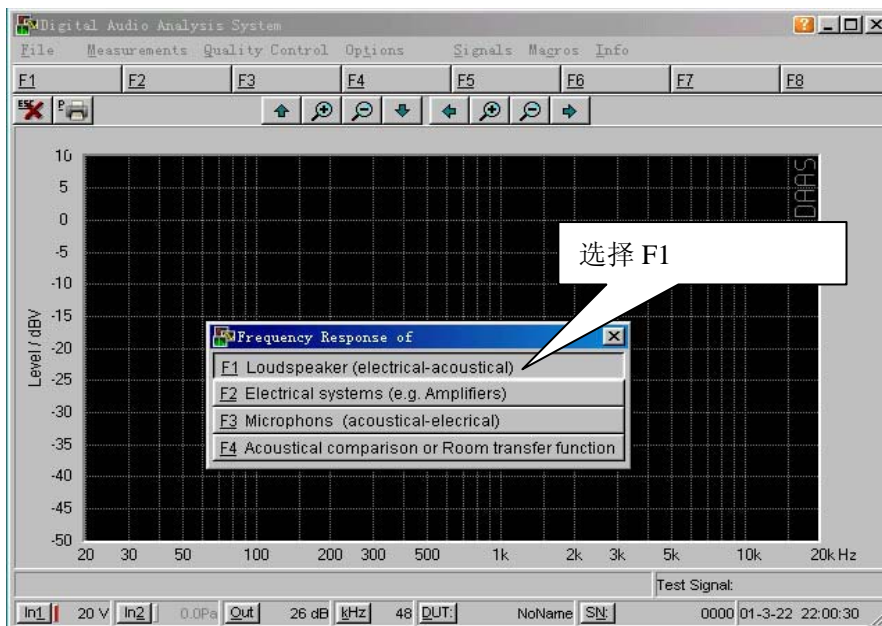 Digital Audio Analysis System
File Measurements Quality Control Options Signals Magros Info
F1 F2 F3 F4 F5 F6 F7 F8
ESC P
10
5
0
-5
-10
-15
-20
-25
-30
-35
-40
-45
-50
Level / dBV
DAAS
选择 F1
Frequency Response of
F1 Loudspeaker (electrical-acoustical)
F2 Electrical systems (e.g. Amplifiers)
F3 Microphons (acoustical-elecrical)
F4 Acoustical comparison or Room transfer function
20 30 50 100 200 300 500 1k 2k 3k 5k 10k 20k Hz
Test Signal:
In1 20 V In2 0.0Pa Out 26 dB kHz 48 DUT: NoName SN: 0000 01-3-22 22:00:30